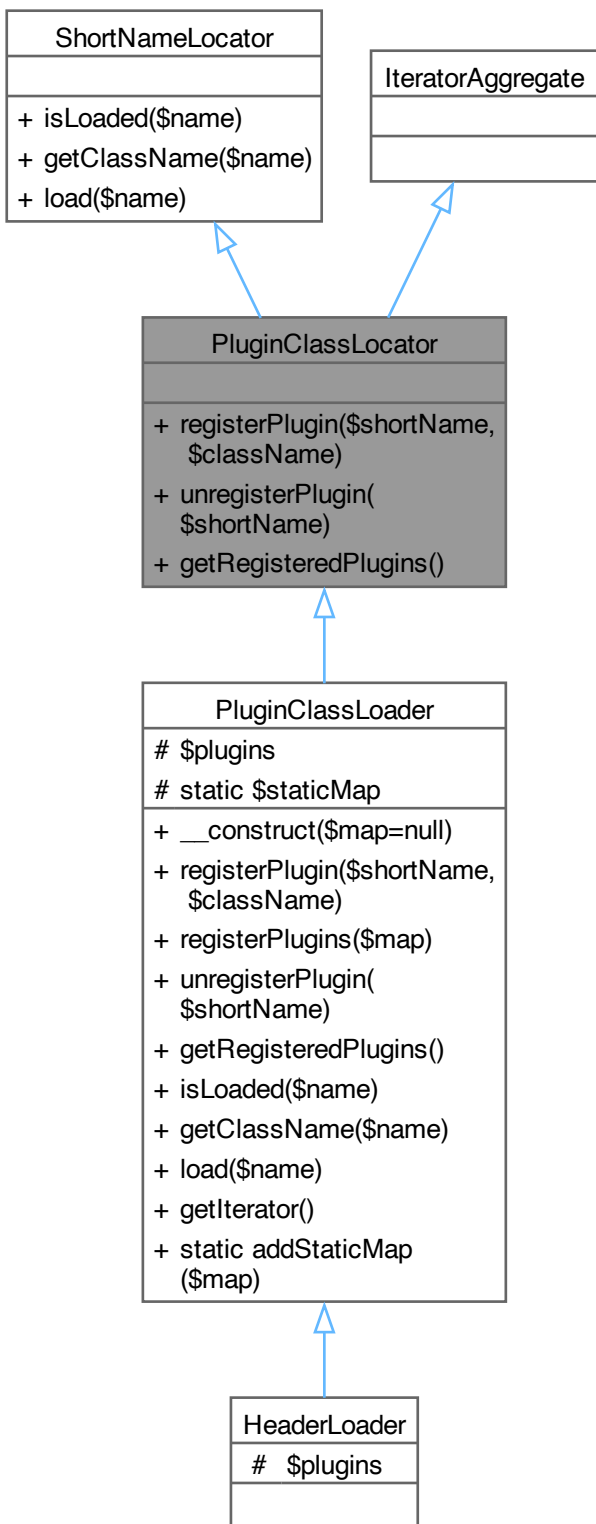 ShortNameLocator
+ isLoaded($name)
+ getClassName($name)
+ load($name)
IteratorAggregate
PluginClassLocator
+ registerPlugin($shortName,
$className)
+ unregisterPlugin(
$shortName)
+ getRegisteredPlugins()
PluginClassLoader
# $plugins
# static $staticMap
+ __construct($map=null)
+ registerPlugin($shortName,
$className)
+ registerPlugins($map)
+ unregisterPlugin(
$shortName)
+ getRegisteredPlugins()
+ isLoaded($name)
+ getClassName($name)
+ load($name)
+ getIterator()
+ static addStaticMap
($map)
HeaderLoader
# $plugins